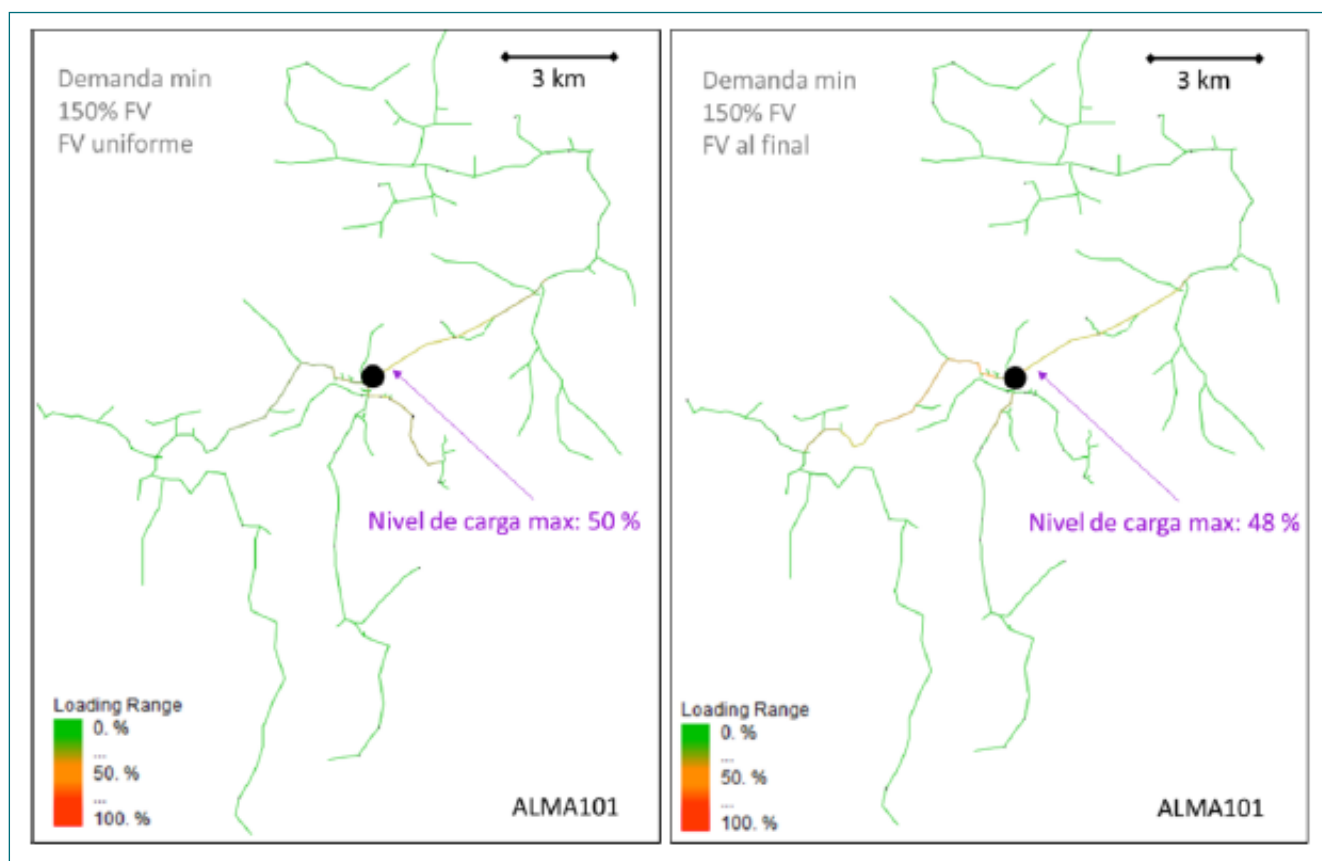 Demanda min
150% FV
FV uniforme
3 km
Nivel de carga max: 50 %
Loading Range
0. %
...
50. %
...
100. %
ALMA101
Demanda min
150% FV
FV al final
3 km
Nivel de carga max: 48 %
Loading Range
0. %
...
50. %
...
100. %
ALMA101